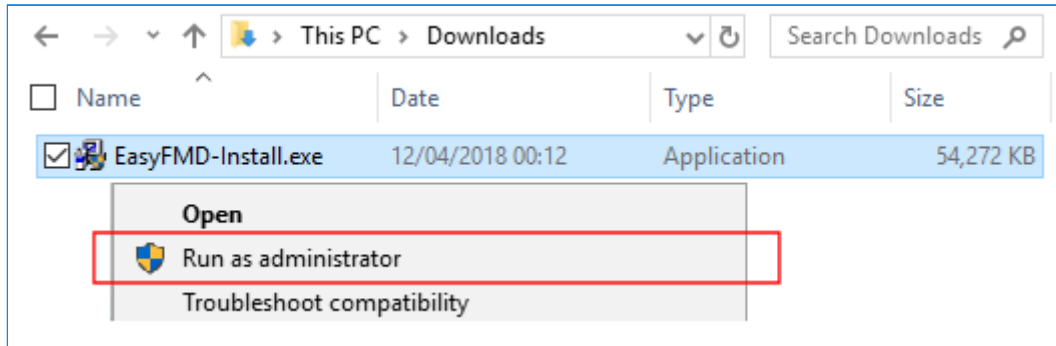 This PC > Downloads Search Downloads
Name Date Type Size
EasyFMD-Install.exe 12/04/2018 00:12 Application 54,272 KB
Open
Run as administrator
Troubleshoot compatibility